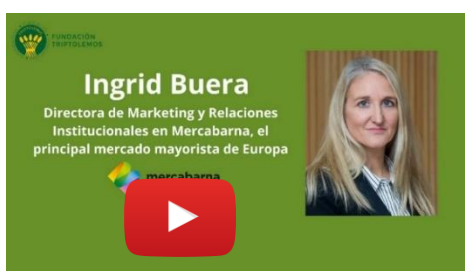 FUNDACIÓN
TRIPTOLEMOS
Ingrid Buera
Directora de Marketing y Relaciones
Institucionales en Mercabarna, el
principal mercado mayorista de Europa
mercabarna